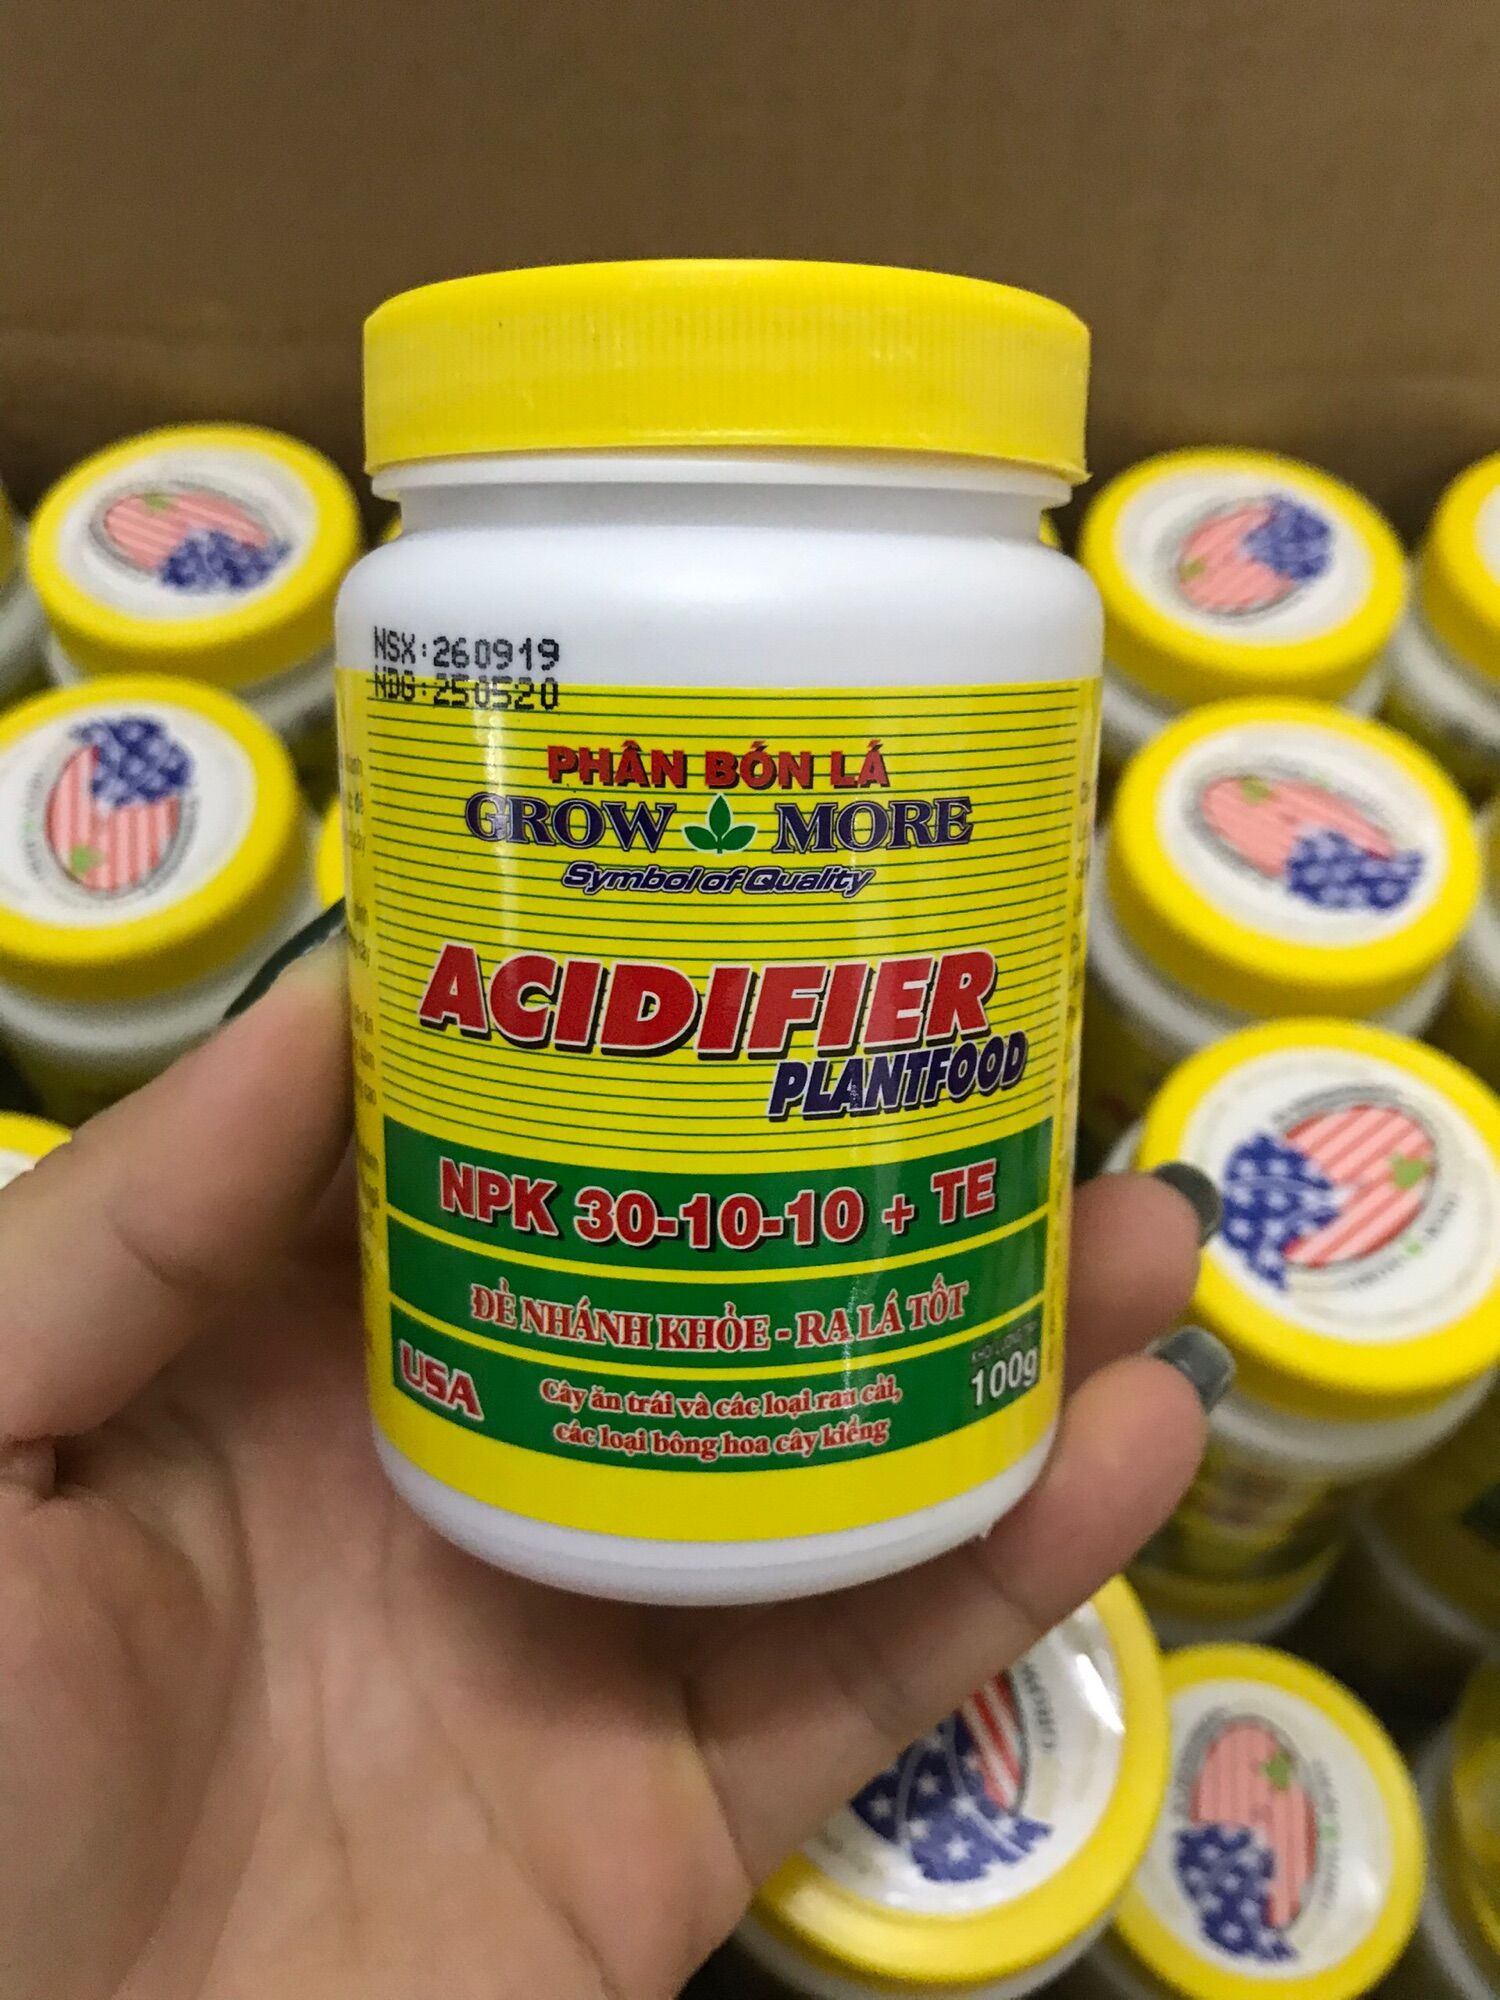 NSX:260919
NDG:250520
PHÂN BÓN LÁ
GROW MORE
Symbol of Quality
ACIDIFIER
PLANTFOOD
NPK 30-10-10 + TE
ĐẺ NHÁNH KHỎE - RA LÁ TỐT
USA
Cây ăn trái và các loại rau cải,
các loại bông hoa cây kiểng
100g